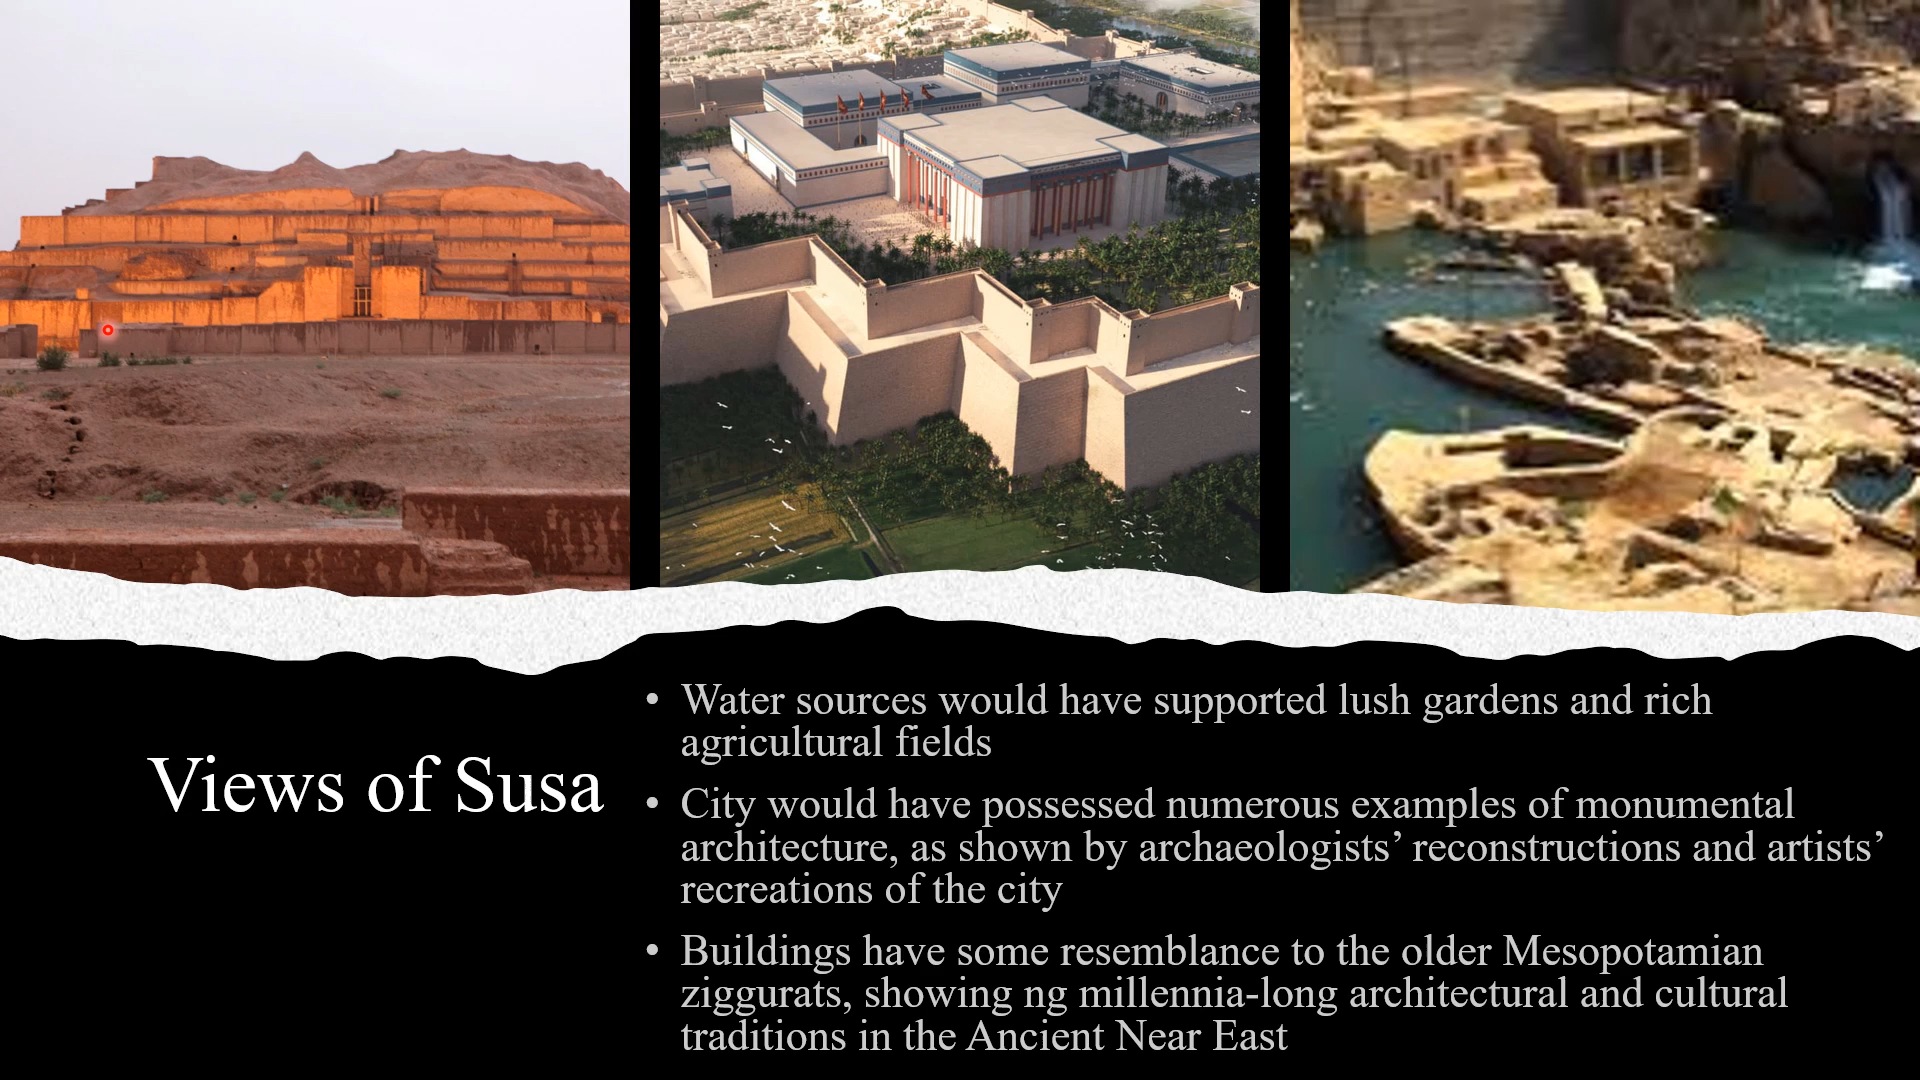 Views of Susa
• Water sources would have supported lush gardens and rich
agricultural fields
• City would have possessed numerous examples of monumental
architecture, as shown by archaeologists’ reconstructions and artists’
recreations of the city
• Buildings have some resemblance to the older Mesopotamian
ziggurats, showing ng millennia-long architectural and cultural
traditions in the Ancient Near East